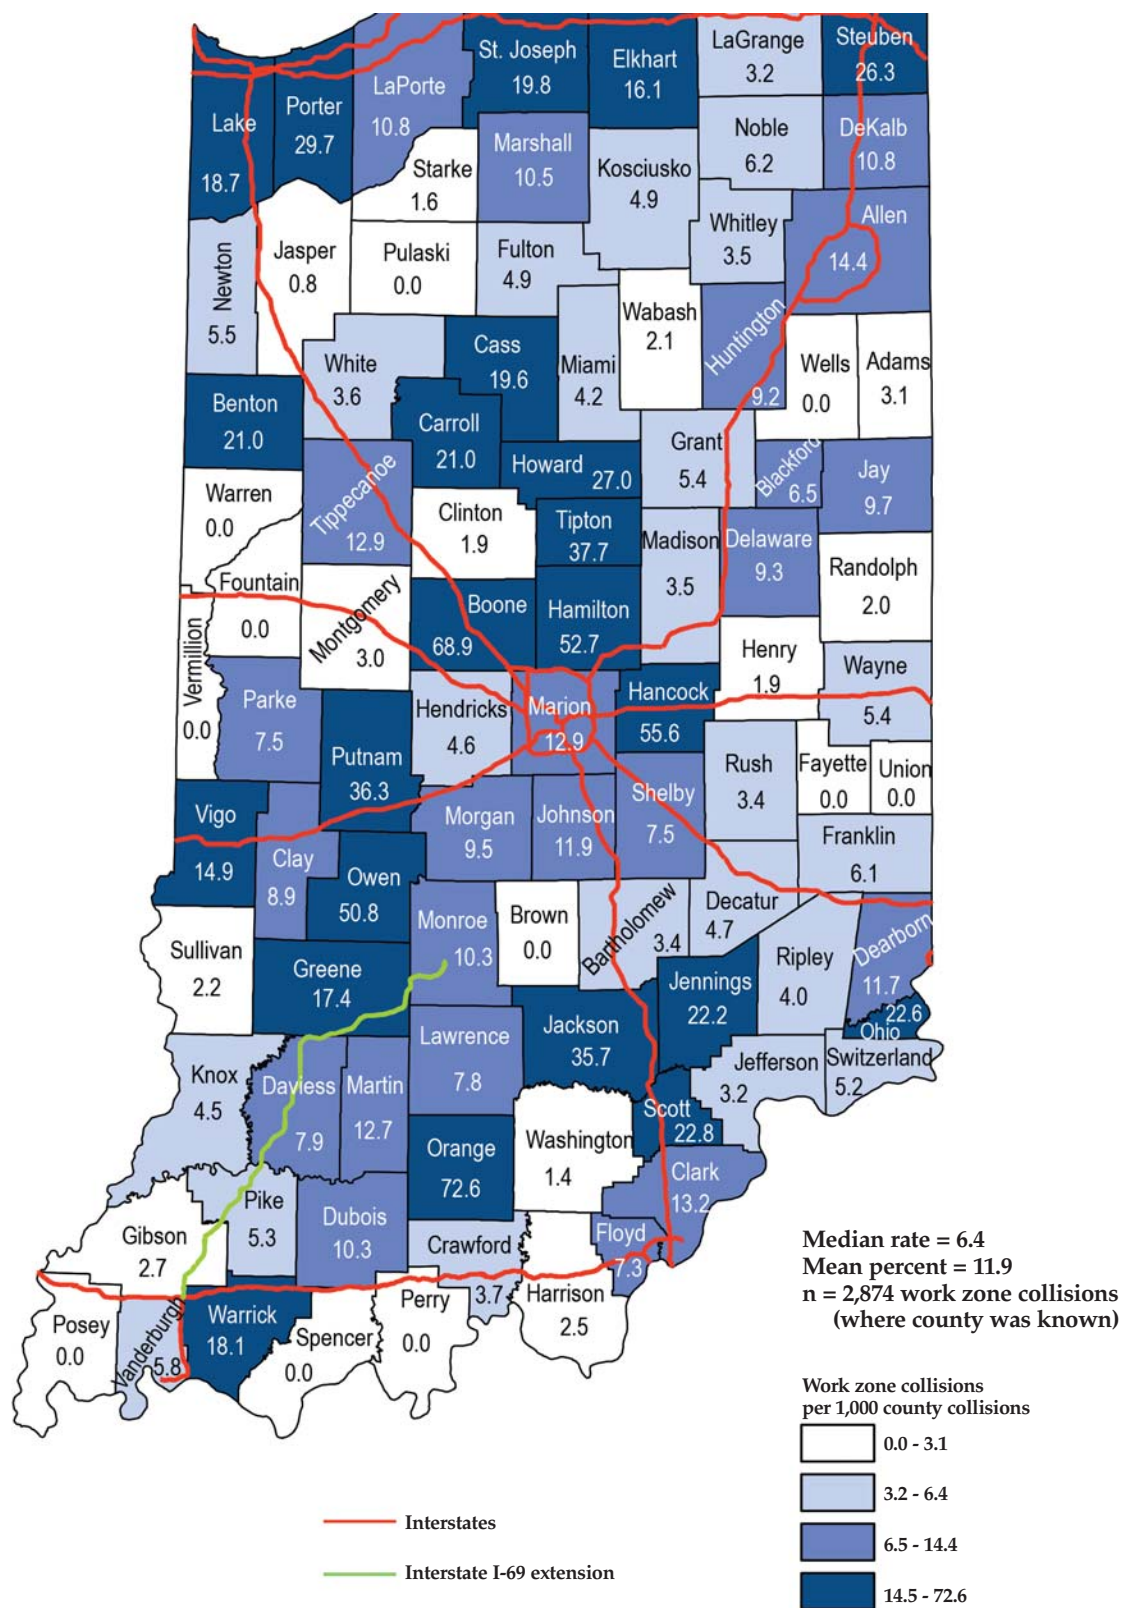 St. Joseph
19.8
Elkhart
16.1
LaGrange
3.2
Steuben
26.3
LaPorte
10.8
Porter
29.7
Lake
18.7
Marshall
10.5
Noble
6.2
DeKalb
10.8
Starke
1.6
Kosciusko
4.9
Whitley
3.5
Allen
14.4
Newton
5.5
Jasper
0.8
Pulaski
0.0
Fulton
4.9
Wabash
2.1
Huntington
9.2
White
3.6
Cass
19.6
Miami
4.2
Wells
0.0
Adams
3.1
Benton
21.0
Carroll
21.0
Howard
27.0
Grant
5.4
Blackford
6.5
Jay
9.7
Warren
0.0
Tippecanoe
12.9
Clinton
1.9
Tipton
37.7
Madison
3.5
Delaware
9.3
Randolph
2.0
Fountain
0.0
Montgomery
3.0
Boone
68.9
Hamilton
52.7
Henry
1.9
Wayne
5.4
Vermillion
0.0
Parke
7.5
Hendricks
4.6
Marion
12.9
Hancock
55.6
Putnam
36.3
Rush
3.4
Fayette
0.0
Union
0.0
Vigo
14.9
Clay
8.9
Morgan
9.5
Johnson
11.9
Shelby
7.5
Franklin
6.1
Owen
50.8
Monroe
10.3
Brown
0.0
Bartholomew
3.4
Decatur
4.7
Dearborn
11.7
Sullivan
2.2
Greene
17.4
Ripley
4.0
Jennings
22.2
22.6
Ohio
Jackson
35.7
Lawrence
7.8
Jefferson
3.2
Switzerland
5.2
Knox
4.5
Daviess
7.9
Martin
12.7
Scott
22.8
Orange
72.6
Washington
1.4
Clark
13.2
Gibson
2.7
Pike
5.3
Dubois
10.3
Crawford
3.7
Floyd
7.3
Harrison
2.5
Posey
0.0
Vanderburgh
5.8
Warrick
18.1
Spencer
0.0
Perry
0.0
Median rate = 6.4
Mean percent = 11.9
n = 2,874 work zone collisions
(where county was known)
Work zone collisions
per 1,000 county collisions
0.0 - 3.1
3.2 - 6.4
6.5 - 14.4
14.5 - 72.6
Interstates
Interstate I-69 extension